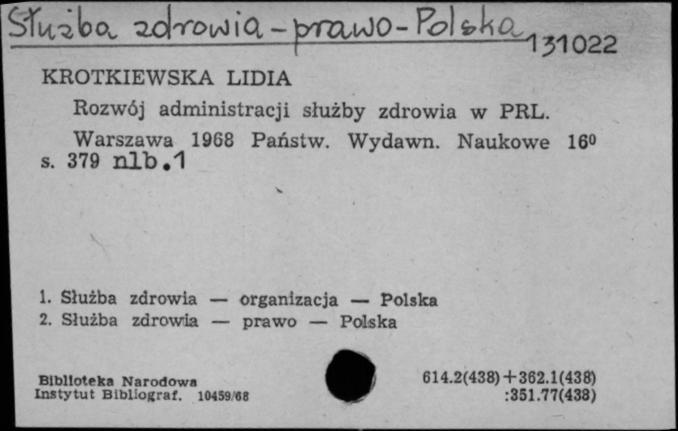 Służba zdrowia - prawo - Polska
131022
KROTKIEWSKA LIDIA
Rozwój administracji służby zdrowia w PRL.
Warszawa 1968 Państw. Wydawn. Naukowe 16⁰
s. 379 nlb.1
1. Służba zdrowia — organizacja — Polska
2. Służba zdrowia — prawo — Polska
Biblioteka Narodowa
Instytut Bibliograf. 10459/68
614.2(438)+362.1(438)
:351.77(438)